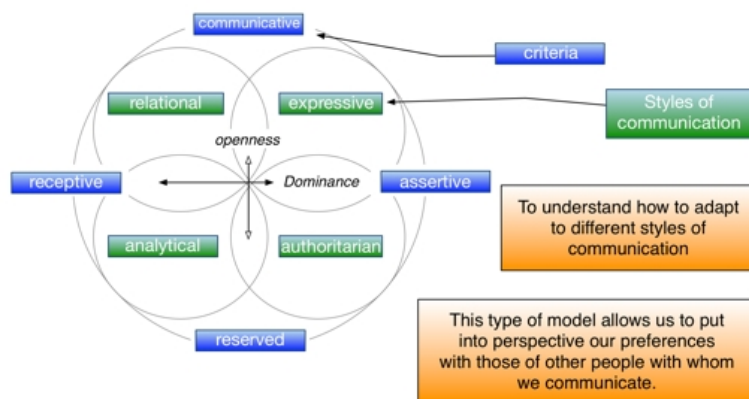 communicative
criteria
relational
expressive
Styles of
communication
openness
receptive
Dominance
assertive
To understand how to adapt
to different styles of
communication
analytical
authoritarian
This type of model allows us to put
into perspective our preferences
with those of other people with whom
we communicate.
reserved